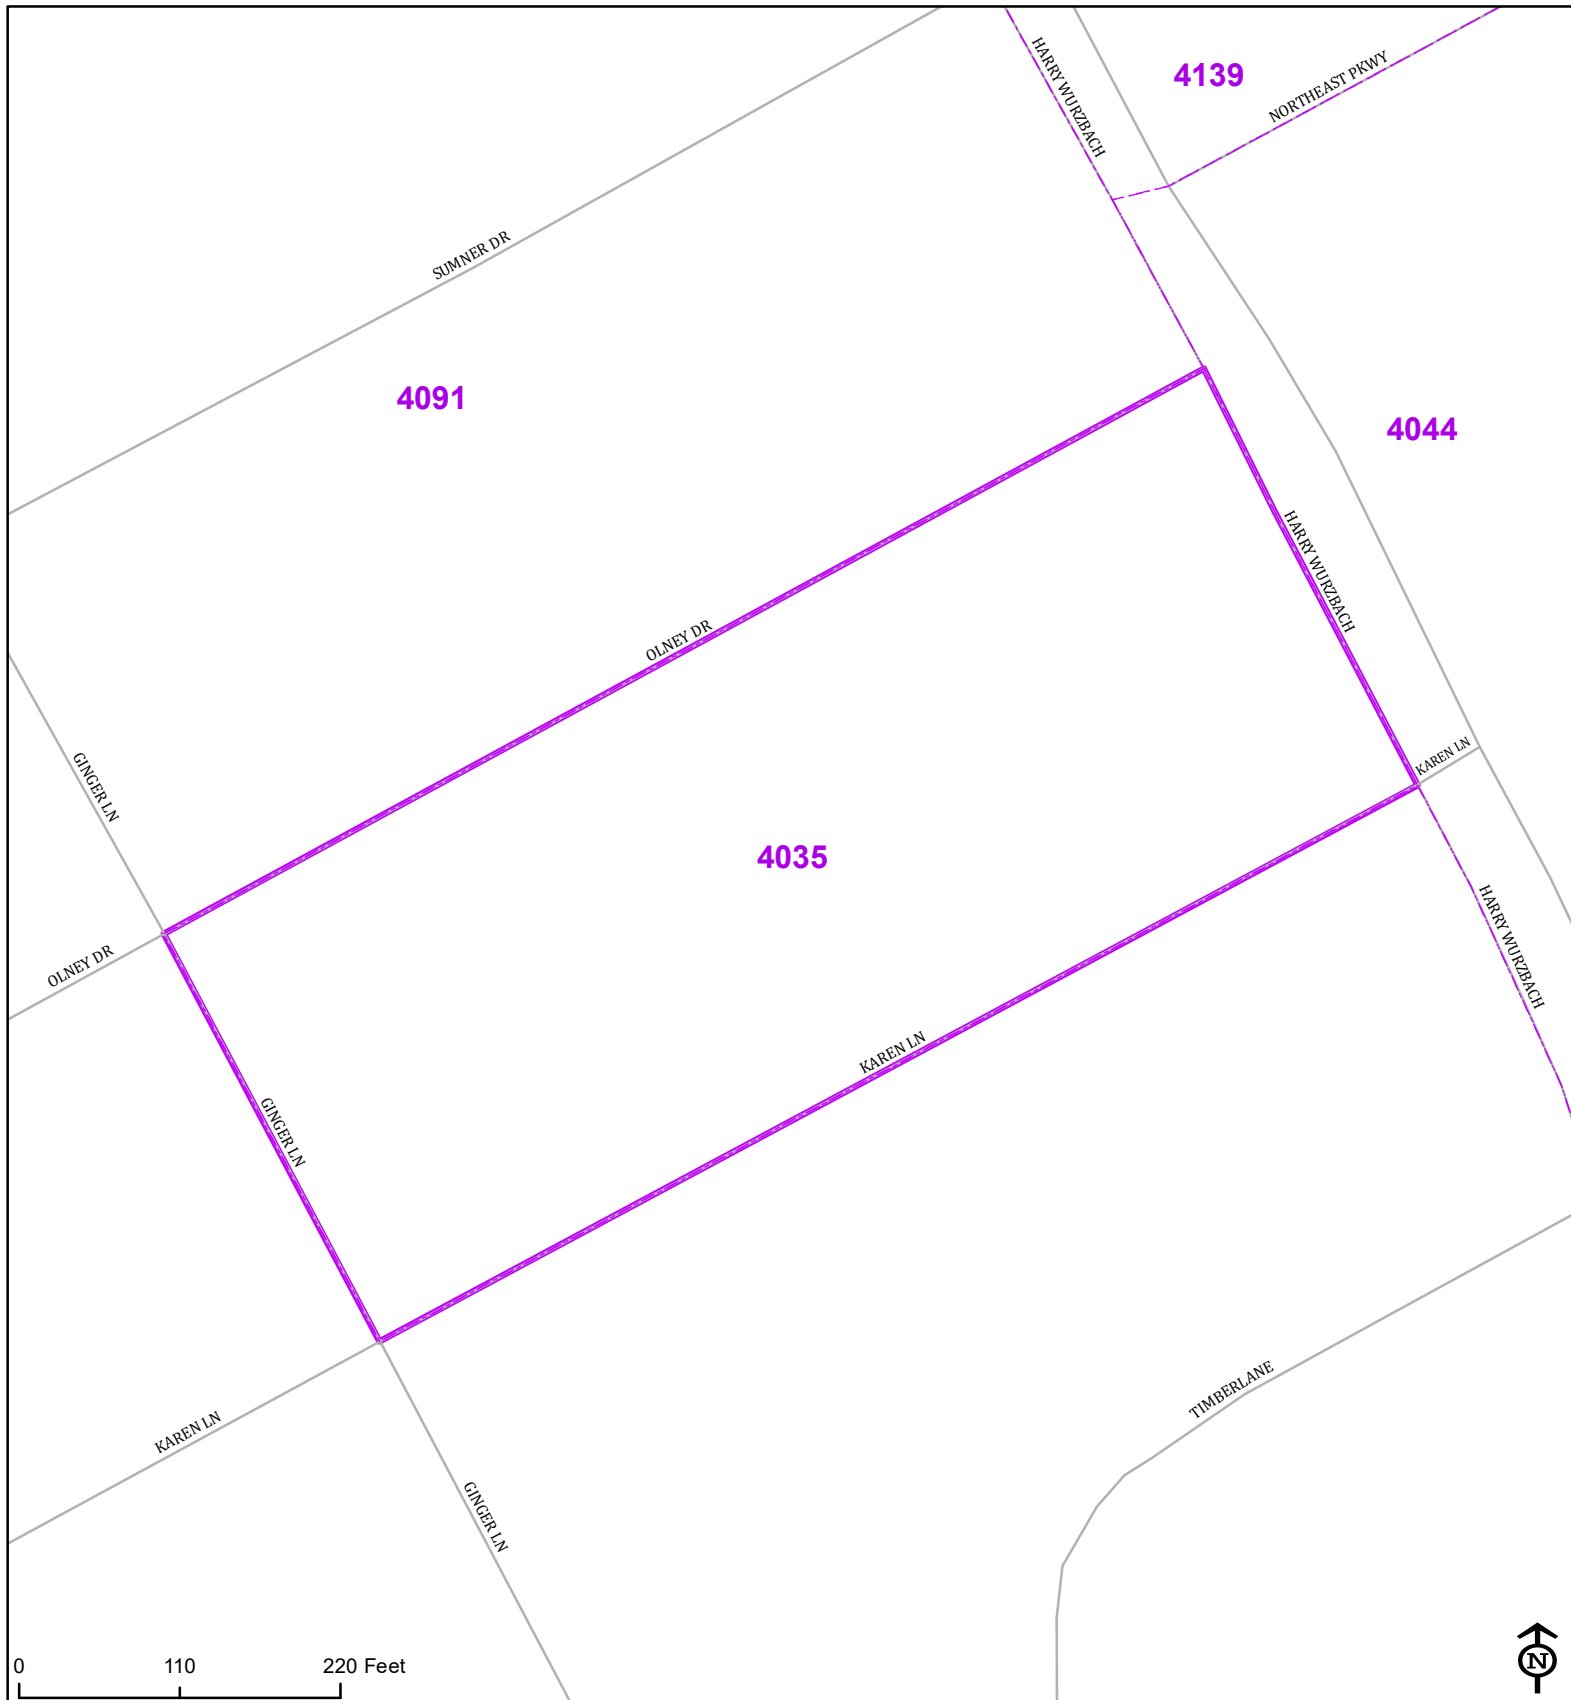 HARRY WURZBACH
4139
NORTHEAST PKWY
SUMNER DR
4091
4044
HARRY WURZBACH
OLNEY DR
GINGER LN
KAREN LN
4035
HARRY WURZBACH
OLNEY DR
KAREN LN
GINGER LN
TIMBERLANE
KAREN LN
GINGER LN
0 110 220 Feet
N